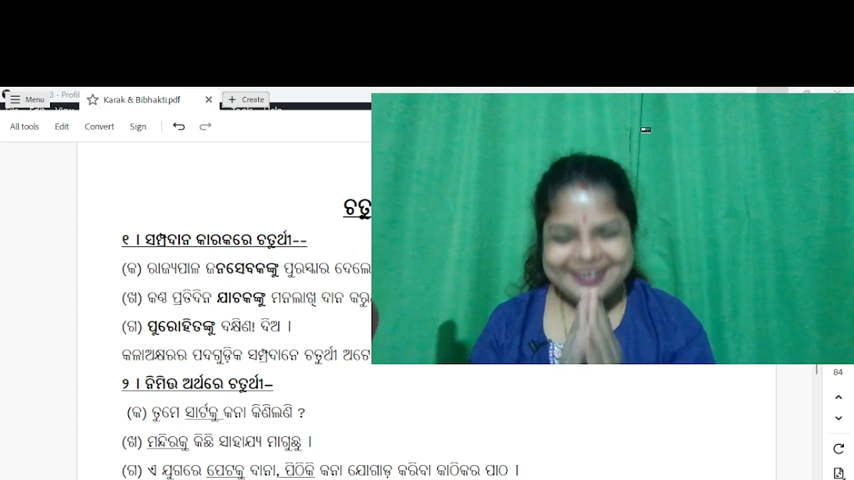 Menu
Karak & Bibhakti.pdf
Create
All tools Edit Convert Sign
ଚତୁ
୧ । ସମ୍ପ୍ରଦାନ କାରକରେ ଚତୁର୍ଥୀ--
(କ) ରାଜ୍ୟପାଳ ଜନସେବକଙ୍କୁ ପୁରସ୍କାର ଦେଲେ
(ଖ) କଣ୍ଠ ପ୍ରତିଦିନ ଯାଚକଙ୍କୁ ମନଲାଖି ଦାନ କରୁ
(ଗ) ପୁରୋହିତଙ୍କୁ ଦକ୍ଷିଣା ଦିଅ ।
କଳାଅକ୍ଷରର ପଦଗୁଡ଼ିକ ସମ୍ପ୍ରଦାନେ ଚତୁର୍ଥୀ ଅଟେ
୨ । ନିମିତ୍ତ ଅର୍ଥରେ ଚତୁର୍ଥୀ–
(କ) ତୁମେ ସାର୍ଟକୁ କନା କିଣିଲଣି ?
(ଖ) ମନ୍ଦିରକୁ କିଛି ସାହାଯ୍ୟ ମାଗୁଛୁ ।
(ଗ) ଏ ଯୁଗରେ ପେଟକୁ ଦାନା, ପିଠିକି କନା ଯୋଗାଡ଼ କରିବା କାଠିକର ପାଠ ।
84